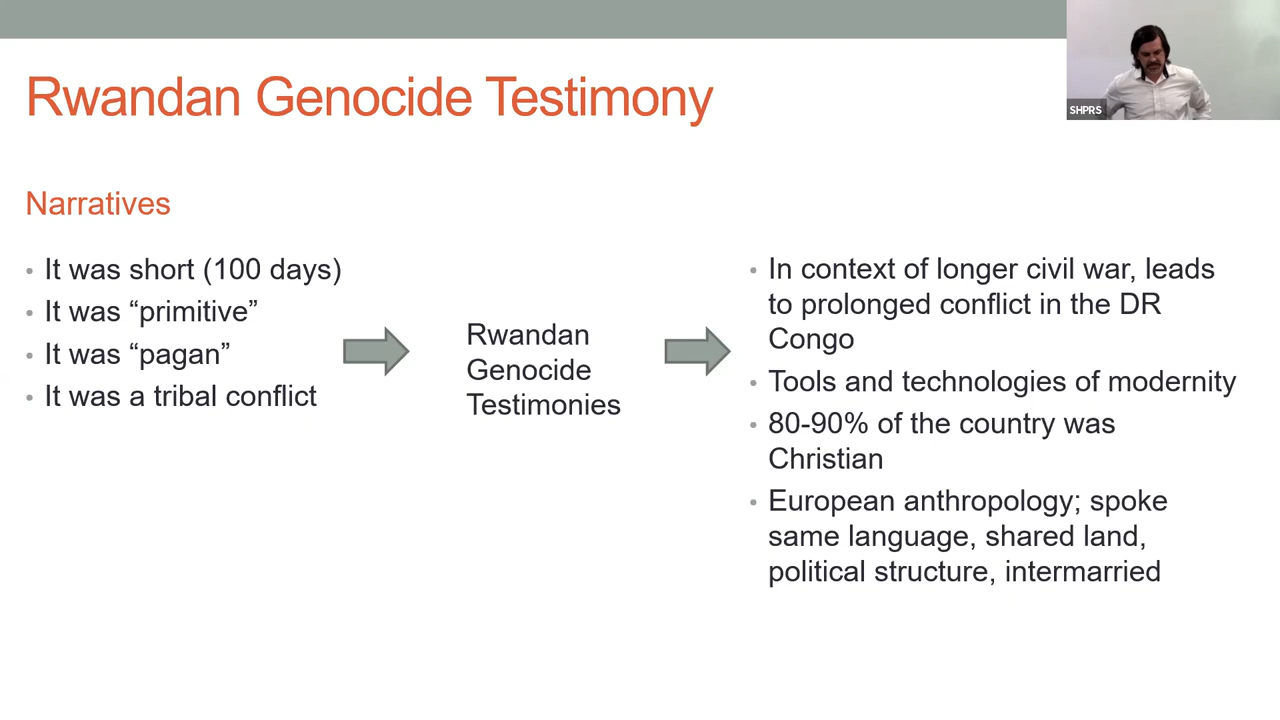 Rwandan Genocide Testimony
SHPRS
Narratives
• It was short (100 days)
• It was “primitive”
• It was “pagan”
• It was a tribal conflict
Rwandan
Genocide
Testimonies
• In context of longer civil war, leads
to prolonged conflict in the DR
Congo
• Tools and technologies of modernity
• 80-90% of the country was
Christian
• European anthropology; spoke
same language, shared land,
political structure, intermarried